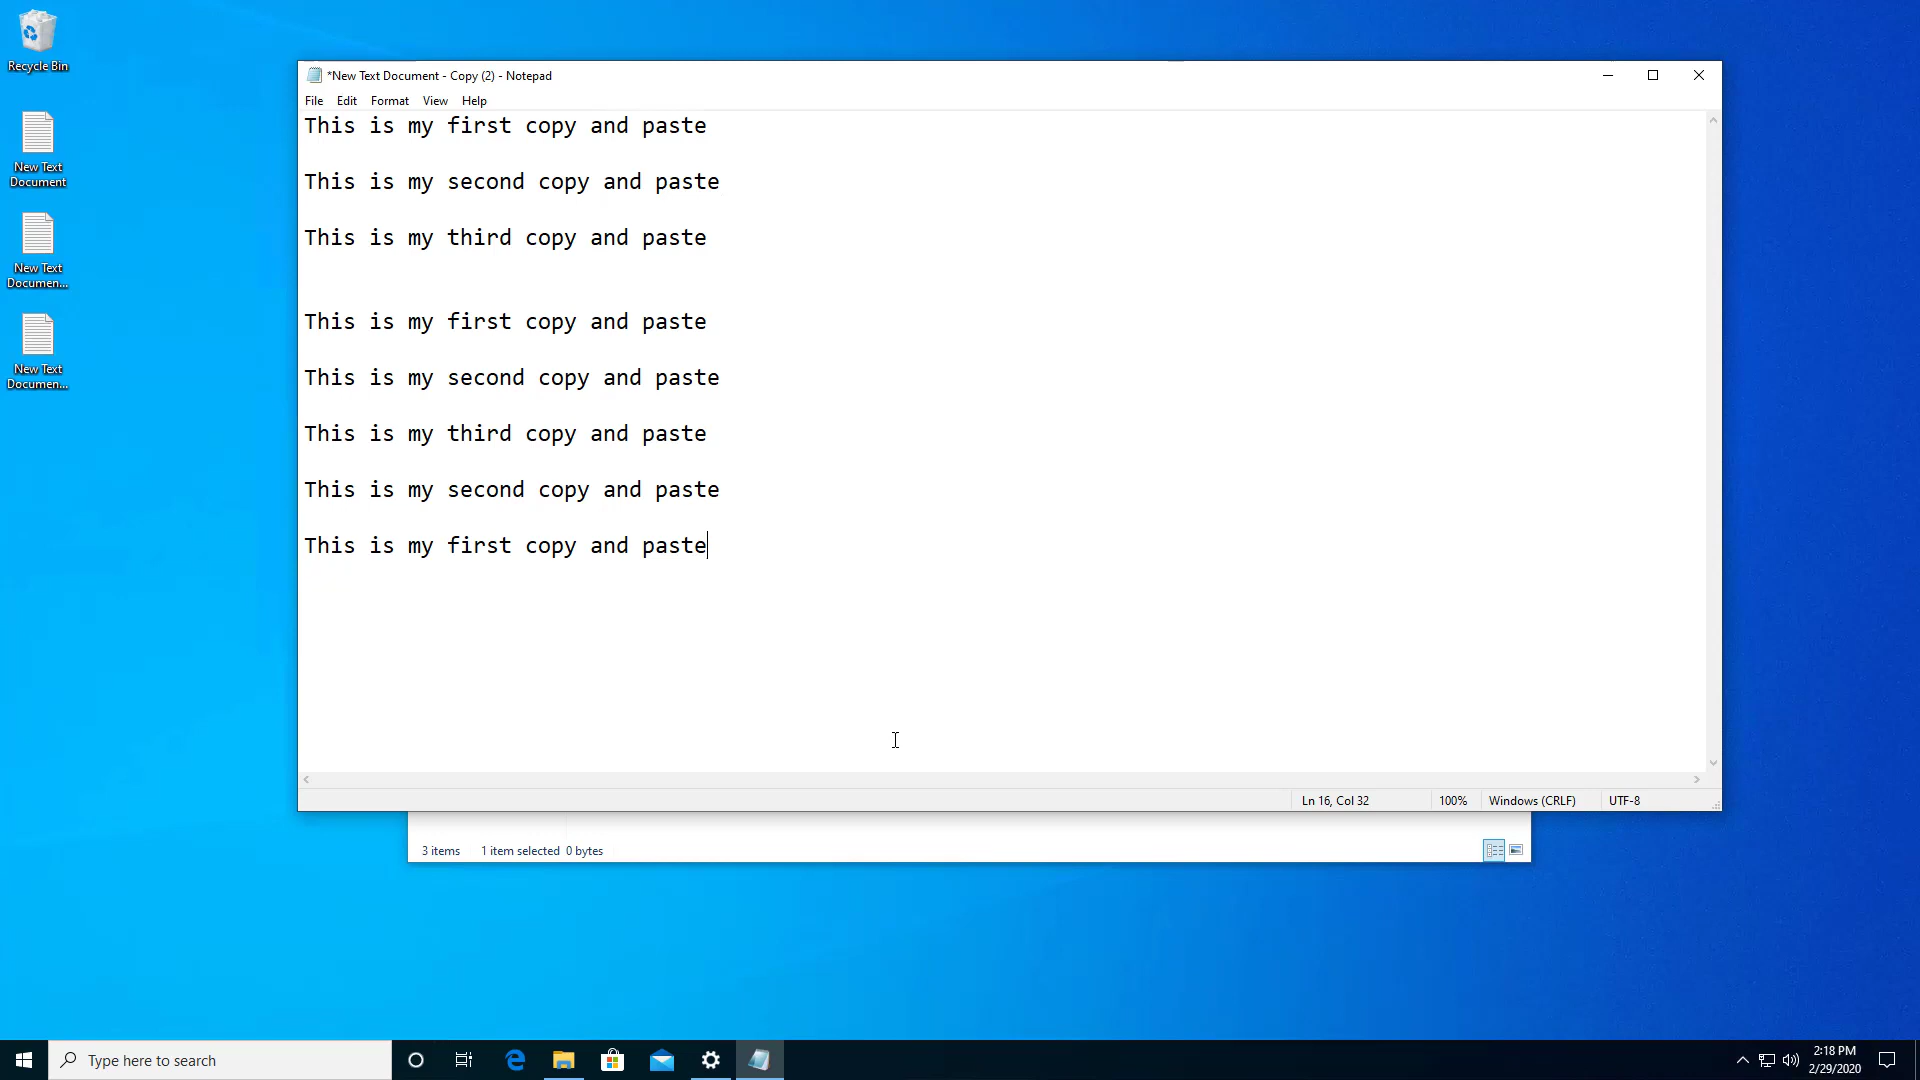 Recycle Bin
New Text
Document
New Text
Documen...
New Text
Documen...
*New Text Document - Copy (2) - Notepad
File Edit Format View Help
This is my first copy and paste
This is my second copy and paste
This is my third copy and paste
This is my first copy and paste
This is my second copy and paste
This is my third copy and paste
This is my second copy and paste
This is my first copy and paste
Ln 16, Col 32 100% Windows (CRLF) UTF-8
3 items 1 item selected 0 bytes
Type here to search
2:18 PM
2/29/2020